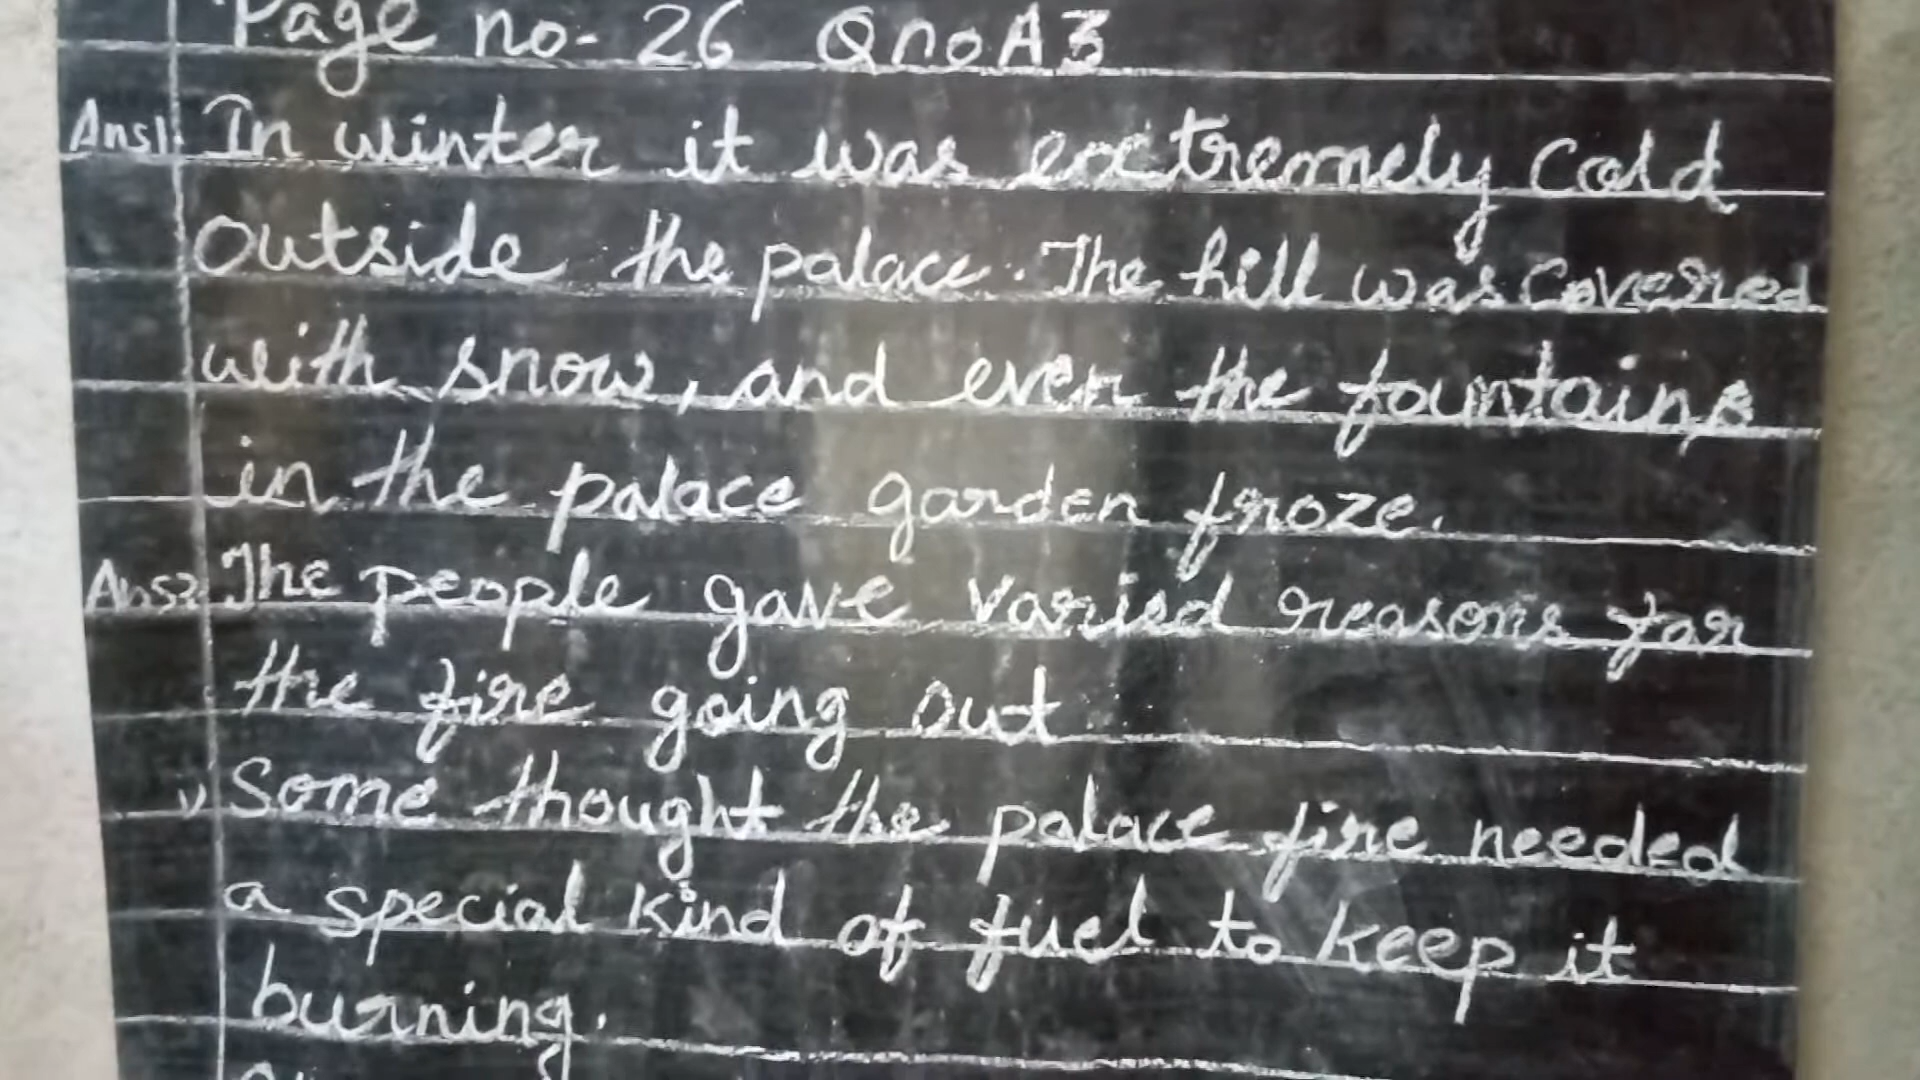 Page no- 26 QnoA3
Ans1. In winter it was extremely cold
outside the palace. The hill was covered
with snow, and even the fountains
in the palace garden froze.
Ans2. The people gave varied reasons for
the fire going out
Some thought the palace fire needed
a special kind of fuel to keep it
burning.